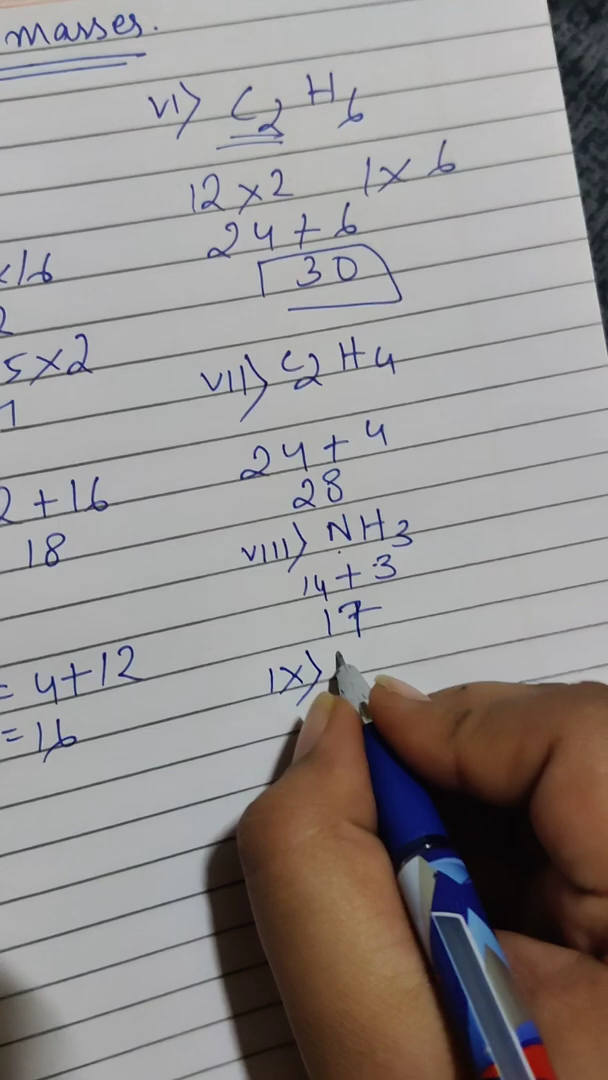 masses.
×16
2
5×2
2+16
18
= 4+12
= 16
VI) C2H6
12×2 1×6
24+6
30
VII) C2H4
24+4
28
VIII) NH3
14+3
17
IX)